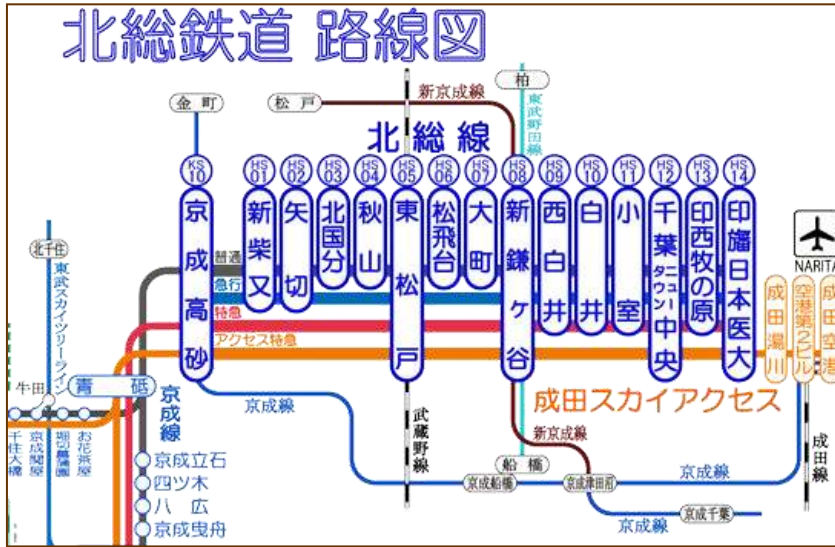 北総鉄道 路線図
金町
松戸
新京成線
柏
東武野田線
北総線
KS10
HS01
HS02
HS03
HS04
HS05
HS06
HS07
HS08
HS09
HS10
HS11
HS12
HS13
HS14
京成高砂
新柴又
矢切
北国分
秋山
東松戸
松飛台
大町
新鎌ヶ谷
西白井
白井
小室
千葉ニュータウン中央
印西牧の原
印旛日本医大
NARITA
成田湯川
空港第2ビル
成田空港
普通
急行
特急
アクセス特急
北千住
東武スカイツリーライン
牛田
青砥
京成線
千住大橋
京成関屋
堀切菖蒲園
お花茶屋
京成立石
四ツ木
八広
京成曳舟
京成線
武蔵野線
成田スカイアクセス
新京成線
船橋
京成船橋
京成津田沼
京成線
成田線
京成線
京成千葉